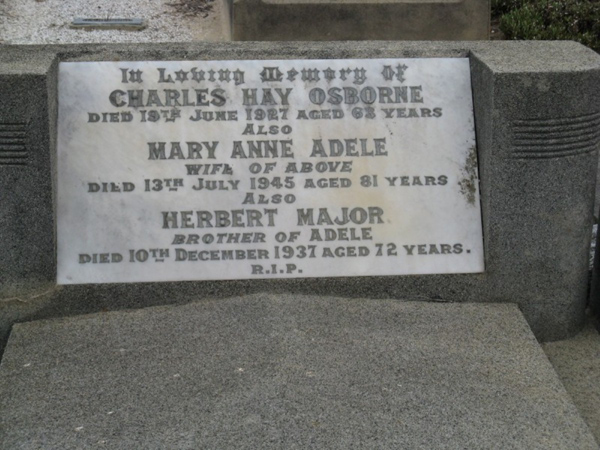 In Loving Memory of
CHARLES HAY OSBORNE
DIED 19TH JUNE 1927 AGED 62 YEARS
ALSO
MARY ANNE ADELE
WIFE OF ABOVE
DIED 13TH JULY 1945 AGED 81 YEARS
ALSO
HERBERT MAJOR
BROTHER OF ADELE
DIED 10TH DECEMBER 1937 AGED 72 YEARS.
R.I.P.